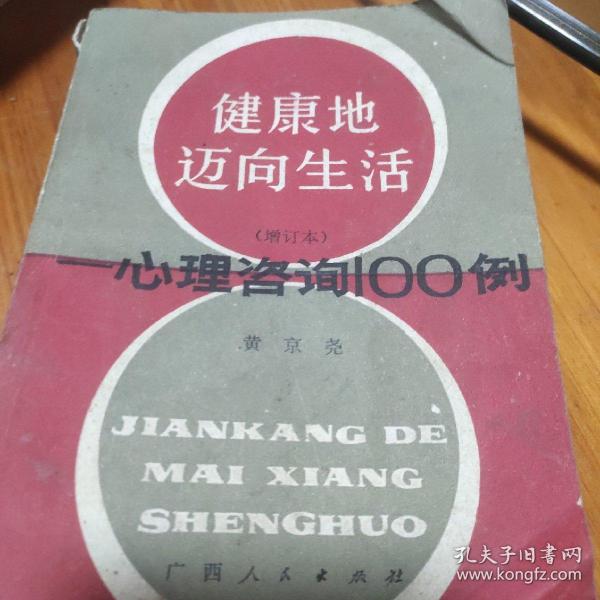 健康地
迈向生活
(增订本)
—心理咨询100例
黄京尧
JIANKANG DE
MAI XIANG
SHENGHUO
广西人民出版社
孔夫子旧书网
www.kongfz.com